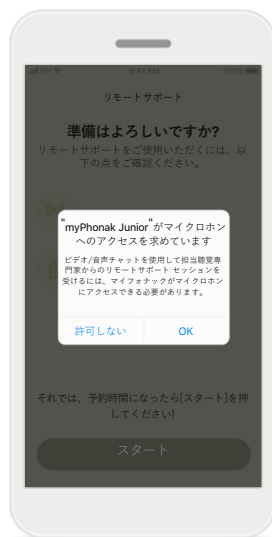 PHJ
9:41 AM
100%
リモートサポート
準備はよろしいですか?
リモートサポートをご使用いただくには、以
下の点をご確認ください。
"myPhonak Junior"がマイクロホン
へのアクセスを求めています
ビデオ/音声チャットを使用して担当聴覚専
門家からのリモートサポート セッションを
受けるには、マイフォナックがマイクロホン
にアクセスできる必要があります。
許可しない
OK
それでは、予約時間になったら[スタート]を押
してください!
スタート